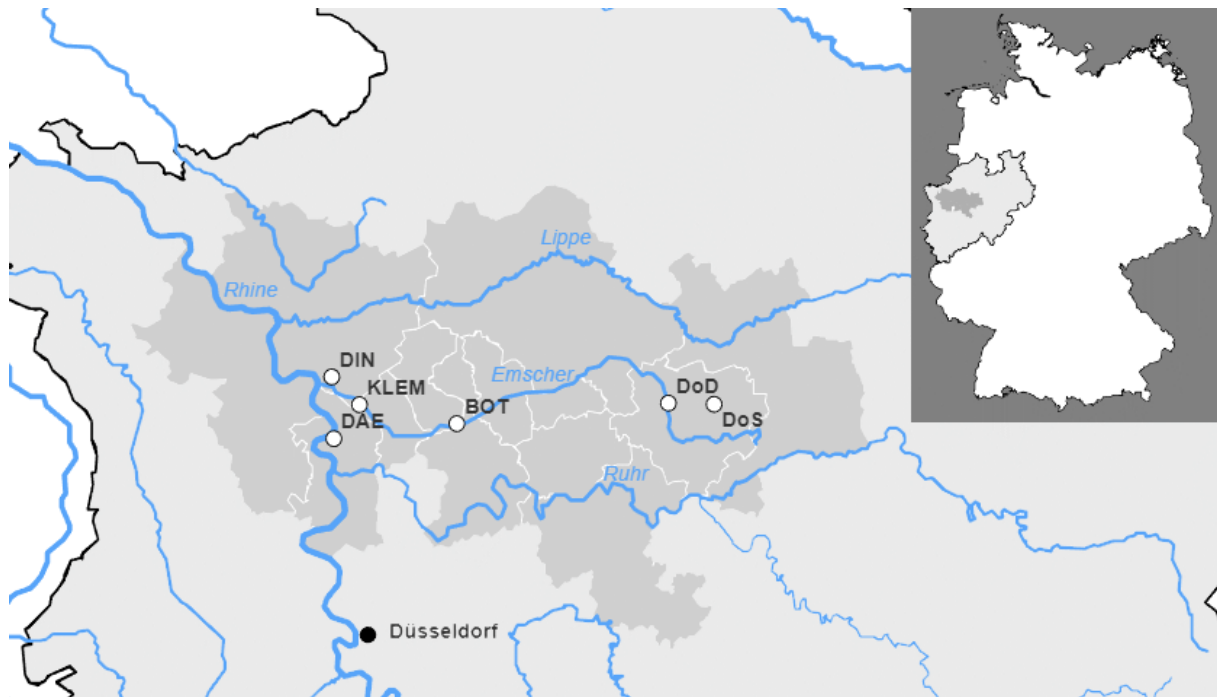 Lippe
Rhine
DIN
KLEM
Emscher
DoD
BOT
DAE
DoS
Ruhr
Düsseldorf